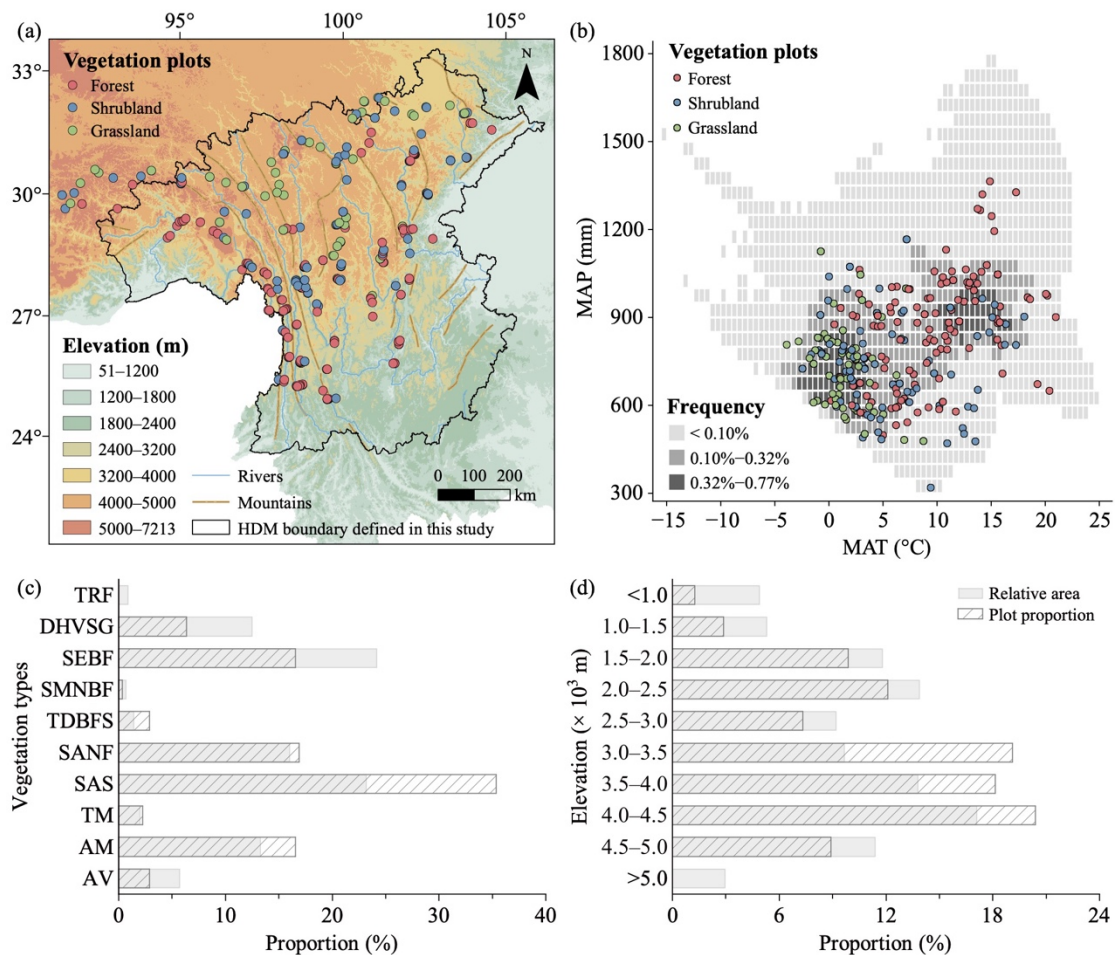 (a)
95°
100°
105°
33°
30°
27°
24°
Vegetation plots
Forest
Shrubland
Grassland
N
Elevation (m)
51–1200
1200–1800
1800–2400
2400–3200
3200–4000
4000–5000
5000–7213
Rivers
Mountains
HDM boundary defined in this study
0 100 200
km
(b)
1800
1500
1200
900
600
300
MAP (mm)
Vegetation plots
Forest
Shrubland
Grassland
Frequency
< 0.10%
0.10%–0.32%
0.32%–0.77%
−15 −10 −5 0 5 10 15 20 25
MAT (°C)
(c)
Vegetation types
TRF
DHVSG
SEBF
SMNBF
TDBFS
SANF
SAS
TM
AM
AV
0 10 20 30 40
Proportion (%)
(d)
Elevation (× 10³ m)
<1.0
1.0–1.5
1.5–2.0
2.0–2.5
2.5–3.0
3.0–3.5
3.5–4.0
4.0–4.5
4.5–5.0
>5.0
Relative area
Plot proportion
0 6 12 18 24
Proportion (%)